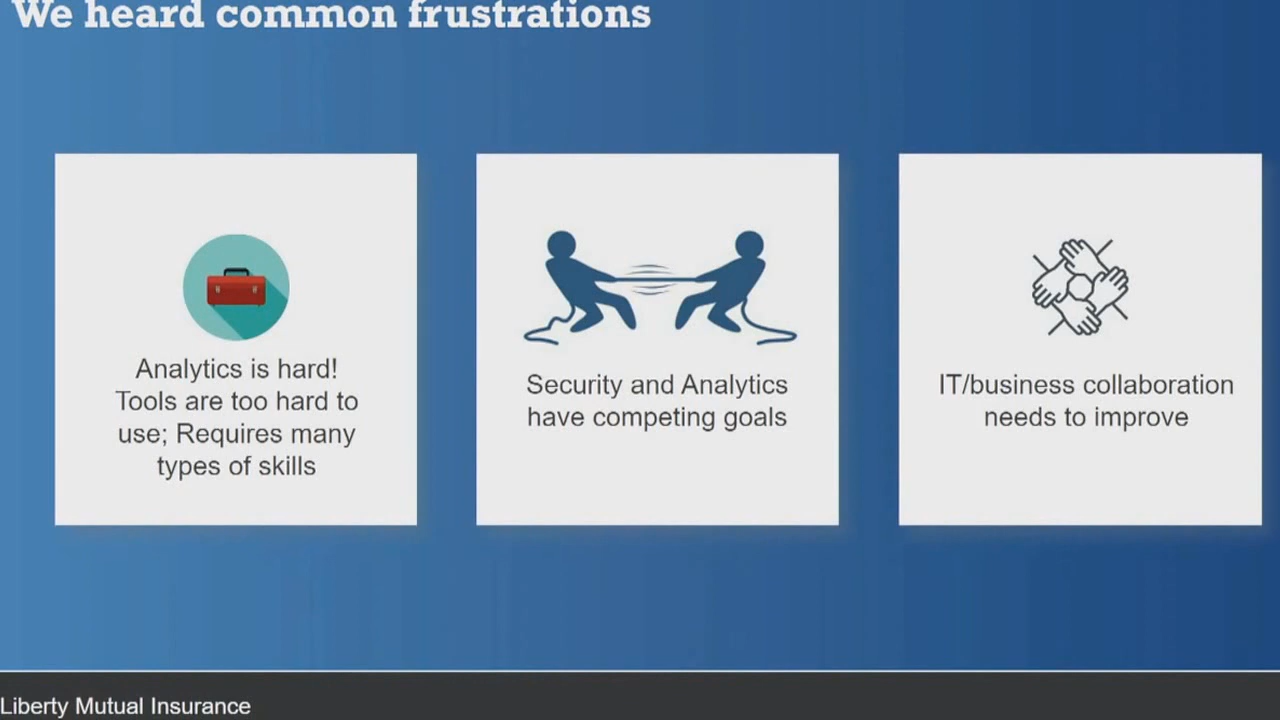 We heard common frustrations
Analytics is hard!
Tools are too hard to
use; Requires many
types of skills
Security and Analytics
have competing goals
IT/business collaboration
needs to improve
Liberty Mutual Insurance